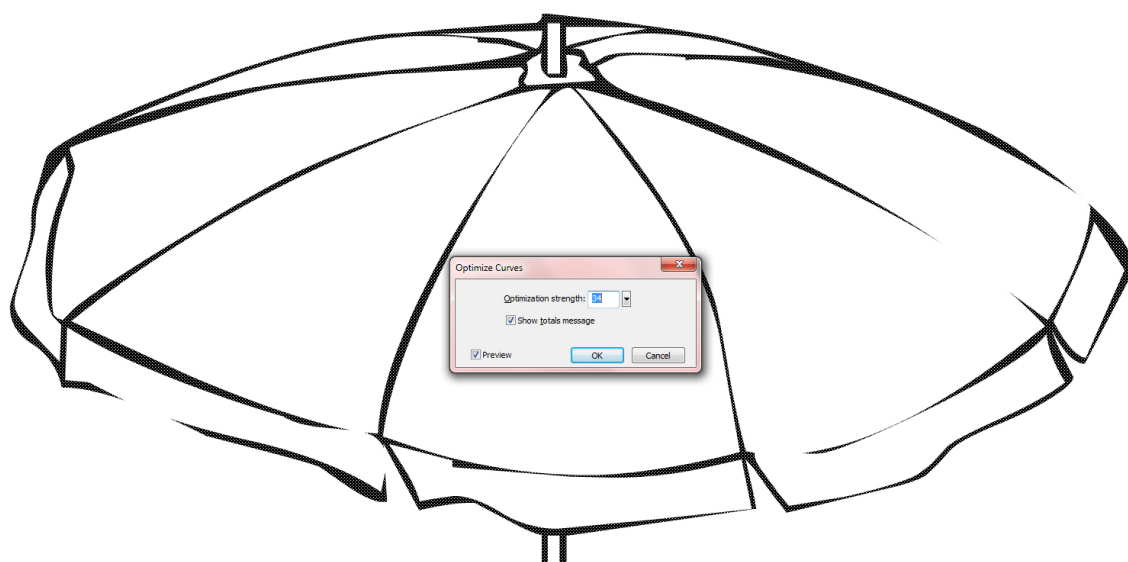 Optimize Curves
Optimization strength: 34
Show totals message
Preview
OK
Cancel